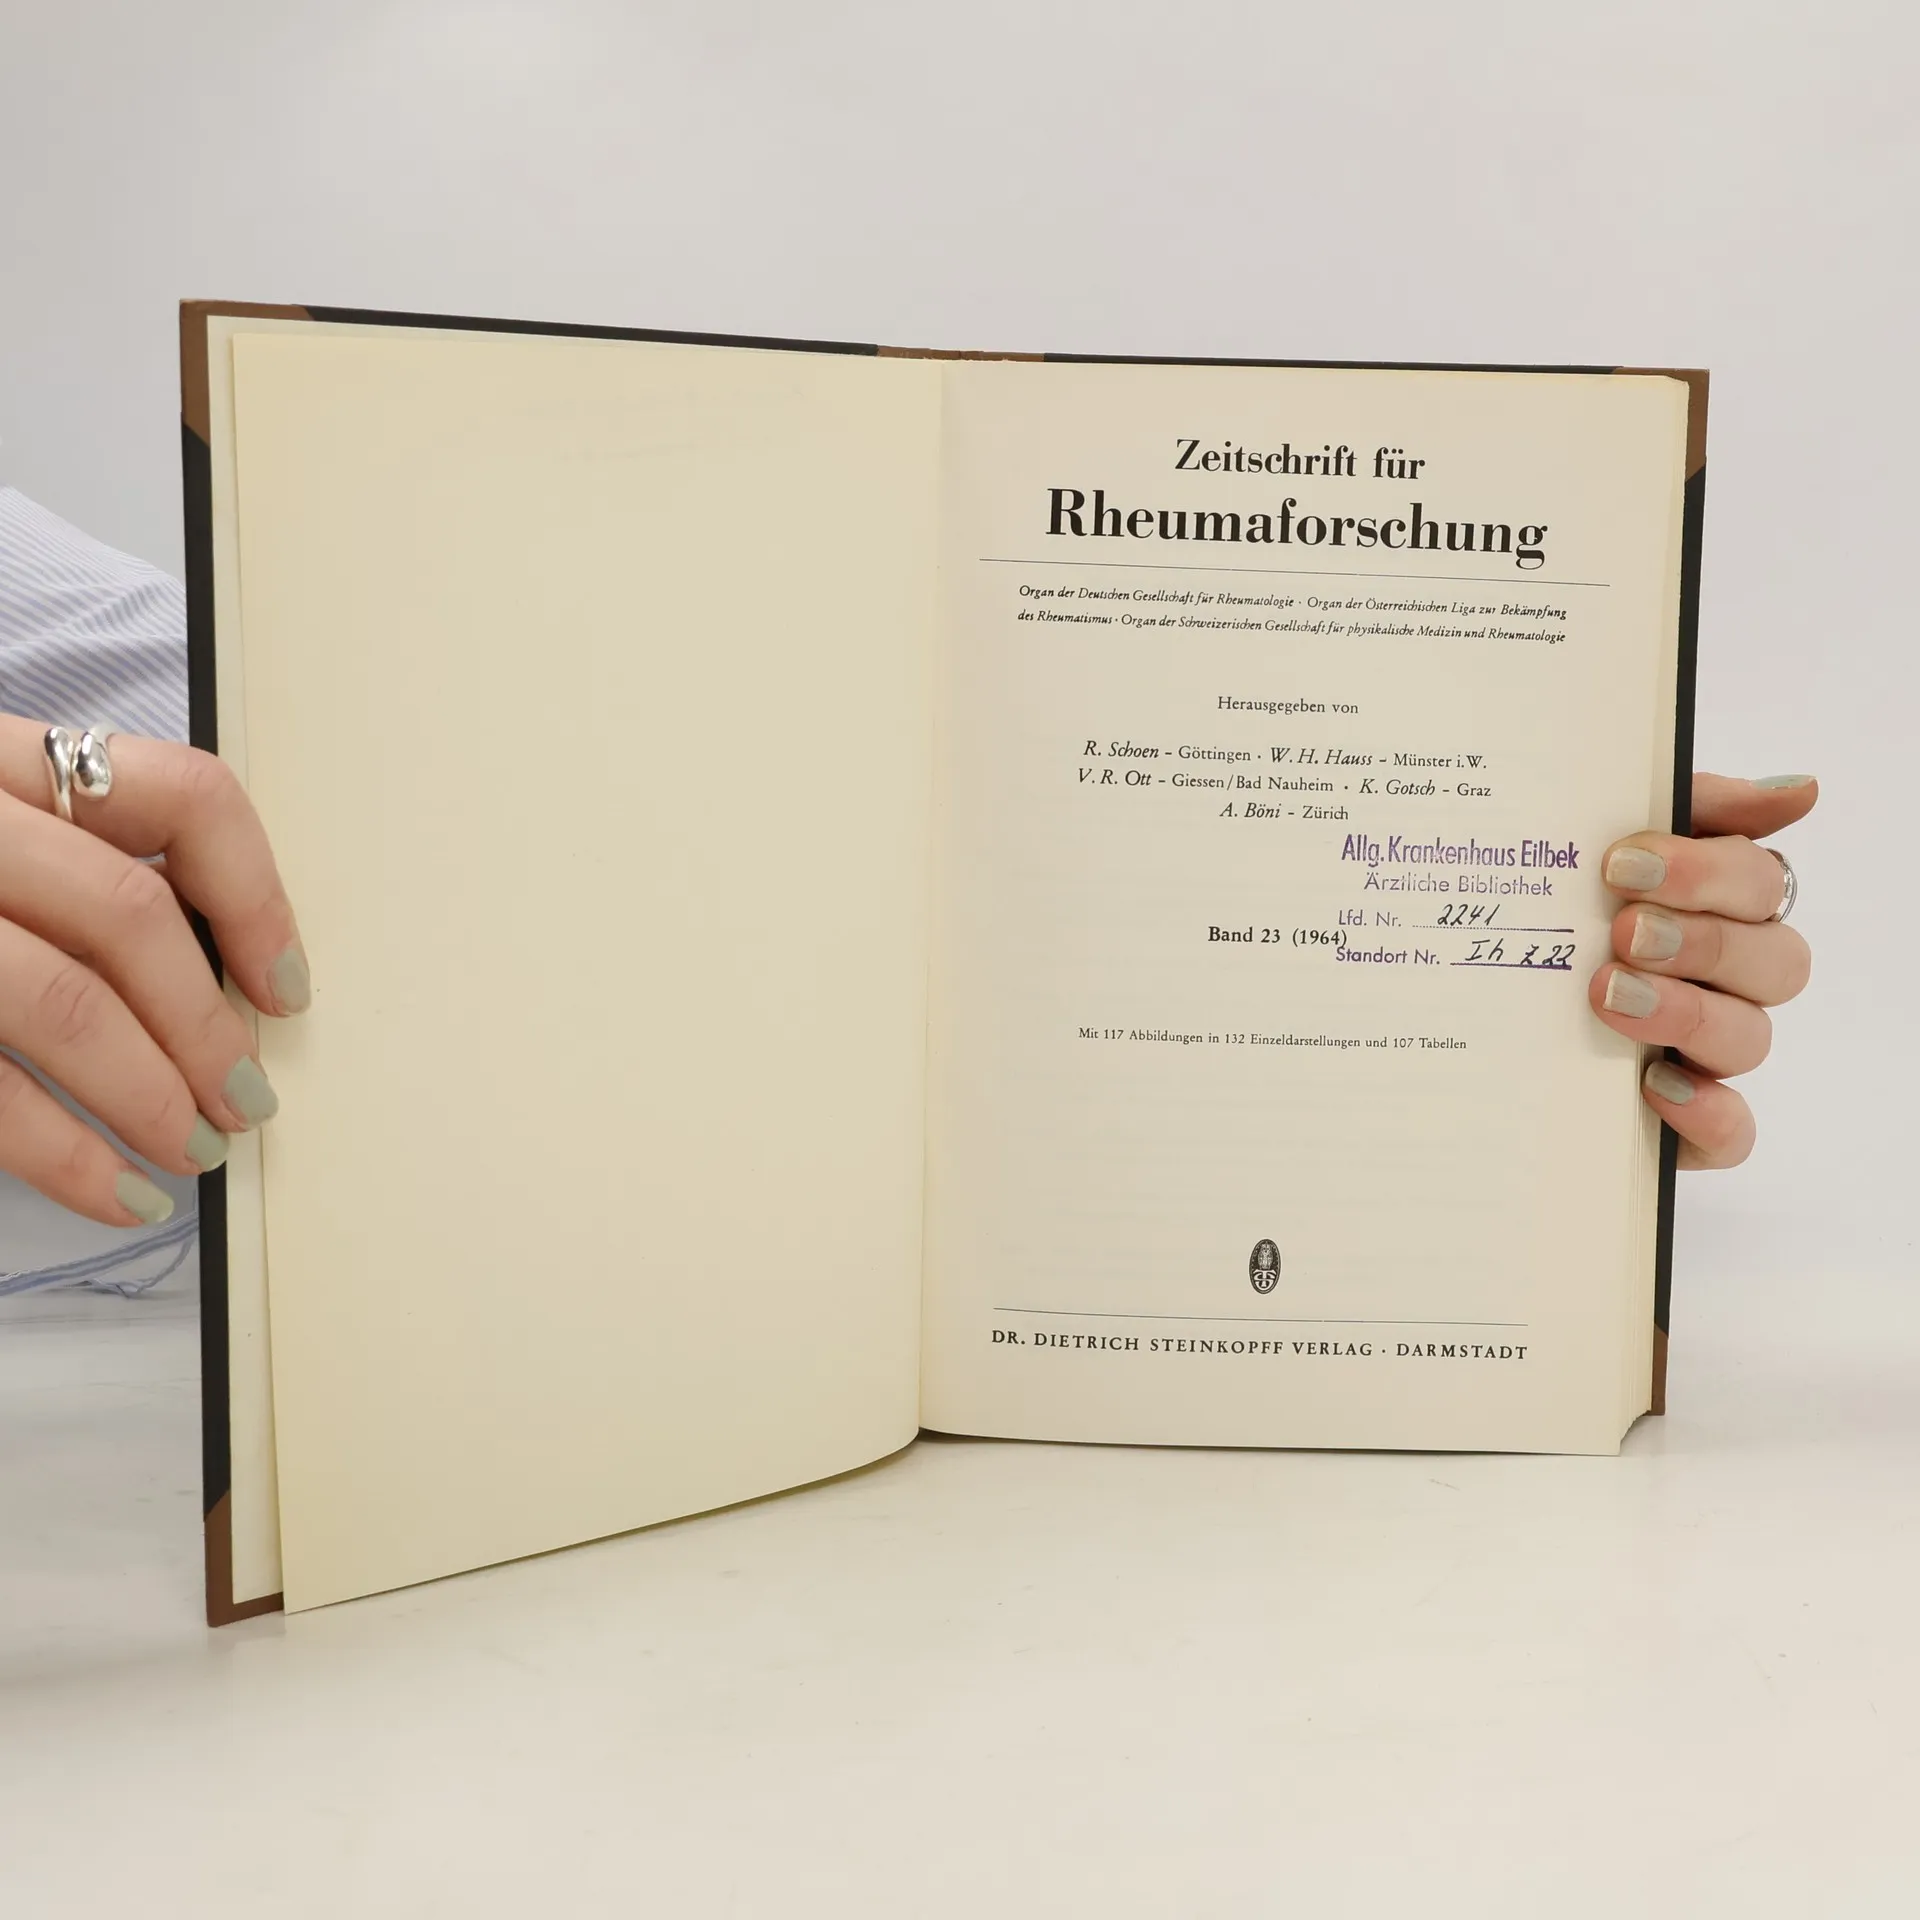 Zeitschrift für
Rheumaforschung
Organ der Deutschen Gesellschaft für Rheumatologie · Organ der Österreichischen Liga zur Bekämpfung
des Rheumatismus · Organ der Schweizerischen Gesellschaft für physikalische Medizin und Rheumatologie
Herausgegeben von
R. Schoen – Göttingen · W. H. Hauss – Münster i. W.
V. R. Ott – Giessen/Bad Nauheim · K. Gotsch – Graz
A. Böni – Zürich
Allg. Krankenhaus Eilbek
Ärztliche Bibliothek
Lfd. Nr. 2241
Band 23 (1964)
Standort Nr. Ih Z 22
Mit 117 Abbildungen in 132 Einzeldarstellungen und 107 Tabellen
DR. DIETRICH STEINKOPFF VERLAG · DARMSTADT